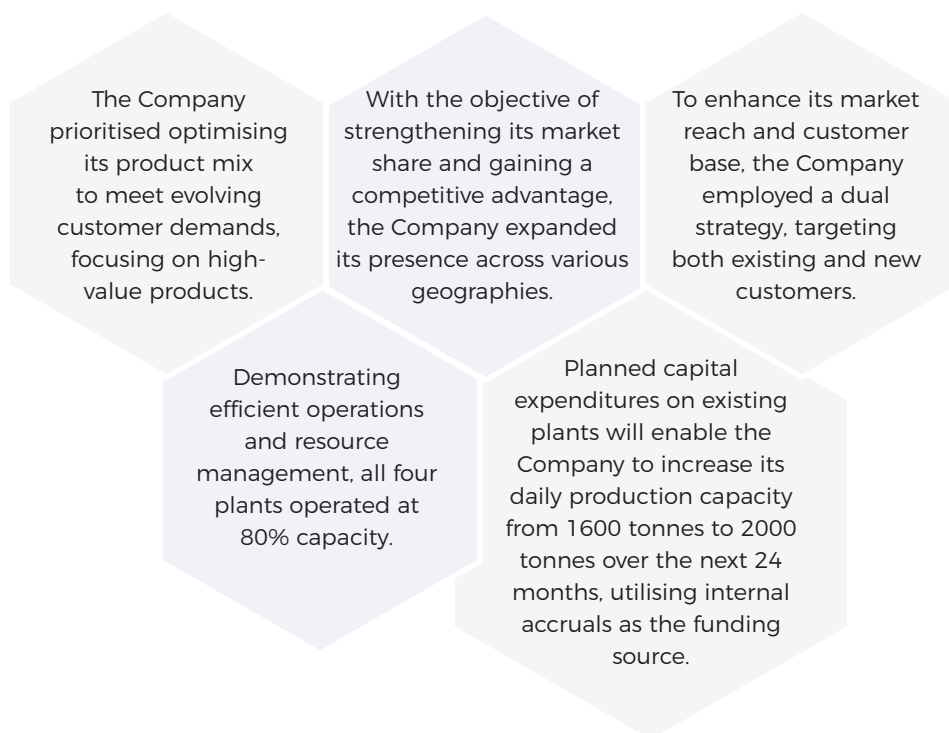 The Company
prioritised optimising
its product mix
to meet evolving
customer demands,
focusing on high-
value products.
With the objective of
strengthening its market
share and gaining a
competitive advantage,
the Company expanded
its presence across various
geographies.
To enhance its market
reach and customer
base, the Company
employed a dual
strategy, targeting
both existing and new
customers.
Demonstrating
efficient operations
and resource
management, all four
plants operated at
80% capacity.
Planned capital
expenditures on existing
plants will enable the
Company to increase its
daily production capacity
from 1600 tonnes to 2000
tonnes over the next 24
months, utilising internal
accruals as the funding
source.